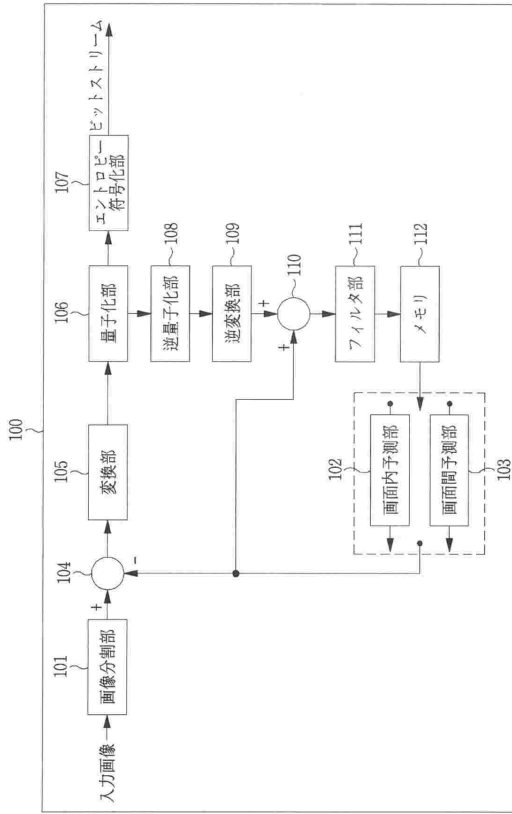 100
入力画像
101
画像分割部
+
104
-
105
変換部
106
量子化部
107
エントロピー
符号化部
ビットストリーム
108
逆量子化部
109
逆変換部
+
+
110
111
フィルタ部
112
メモリ
102
画面内予測部
画面間予測部
103